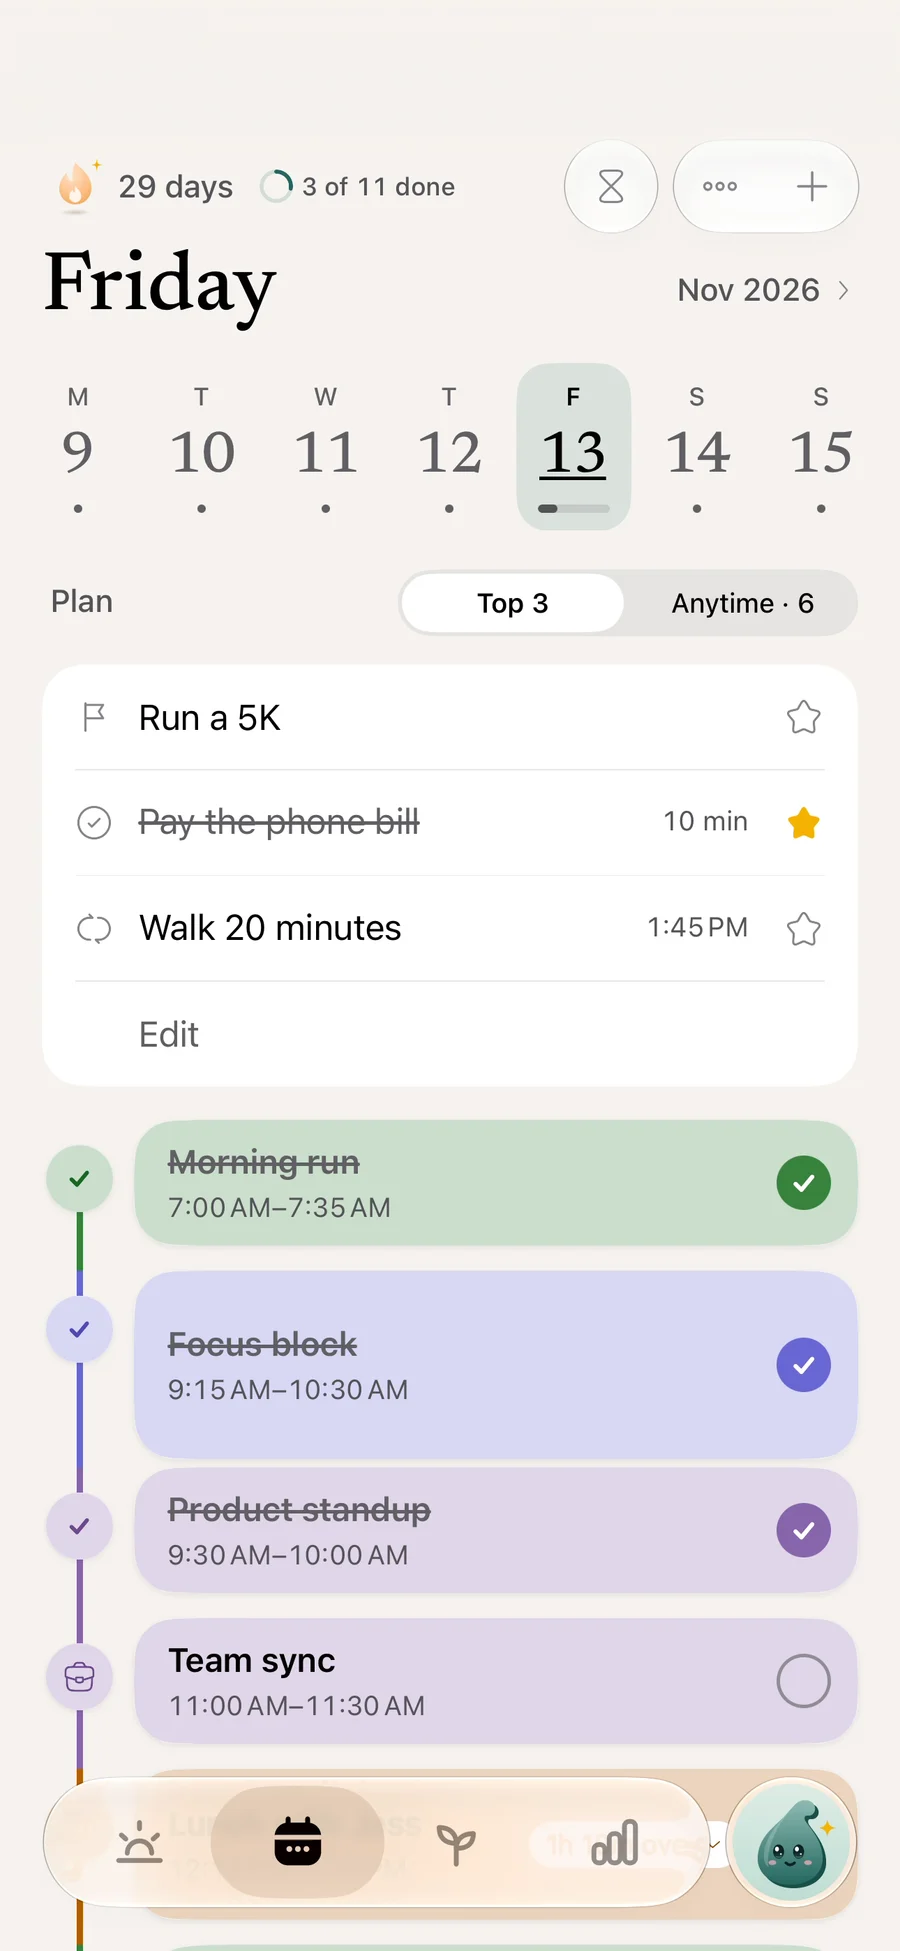 29 days 3 of 11 done
Friday
Nov 2026
M T W T F S S
9 10 11 12 13 14 15
Plan
Top 3
Anytime · 6
Run a 5K
Pay the phone bill 10 min
Walk 20 minutes 1:45 PM
Edit
Morning run
7:00 AM–7:35 AM
Focus block
9:15 AM–10:30 AM
Product standup
9:30 AM–10:00 AM
Team sync
11:00 AM–11:30 AM